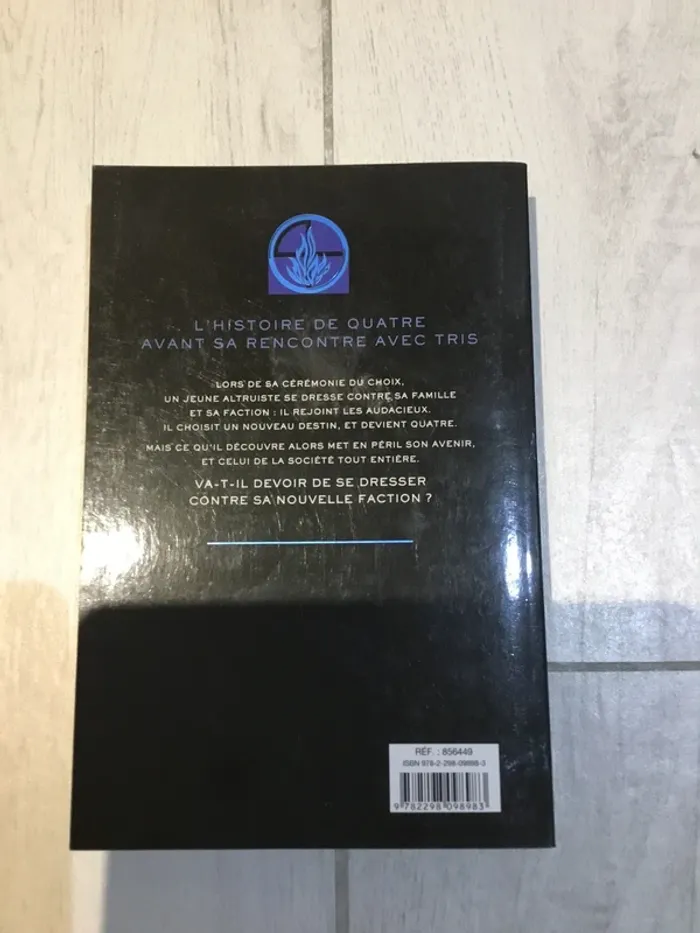 L'HISTOIRE DE QUATRE
AVANT SA RENCONTRE AVEC TRIS
LORS DE SA CÉRÉMONIE DU CHOIX,
UN JEUNE ALTRUISTE SE DRESSE CONTRE SA FAMILLE
ET SA FACTION : IL REJOINT LES AUDACIEUX.
IL CHOISIT UN NOUVEAU DESTIN, ET DEVIENT QUATRE.
MAIS CE QU'IL DÉCOUVRE ALORS MET EN PÉRIL SON AVENIR,
ET CELUI DE LA SOCIÉTÉ TOUT ENTIÈRE.
VA-T-IL DEVOIR DE SE DRESSER
CONTRE SA NOUVELLE FACTION ?
RÉF. : 856449
ISBN 978-2-298-09898-3
9 782298 098983